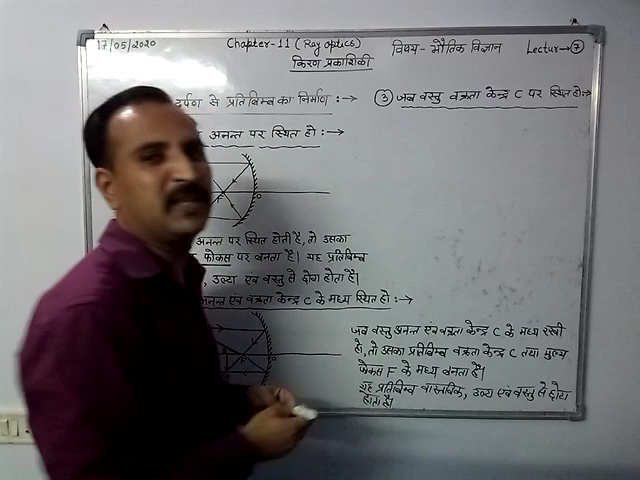 17/05/2020 Chapter-11 (Ray optics) विषय - भौतिक विज्ञान Lectur→7
किरण प्रकाशिकी
दर्पण से प्रतिबिम्ब का निर्माण :-→
अनन्त पर स्थित हो :-→
F
अनन्त पर स्थित होती है, तो उसका
फोकस पर बनता है। यह प्रतिबिम्ब
, उल्टा एवं वस्तु से छोटा होता है।
अनन्त एवं वक्रता केन्द्र C के मध्य स्थित हो :-→
F
जब वस्तु अनन्त एवं वक्रता केन्द्र C के मध्य रखी
हो, तो उसका प्रतिबिम्ब वक्रता केन्द्र C तथा मुख्य
फोकस F के मध्य बनता है।
यह प्रतिबिम्ब वास्तविक, उल्टा एवं वस्तु से छोटा
होता है।
③ जब वस्तु वक्रता केन्द्र C पर स्थित हो:-→